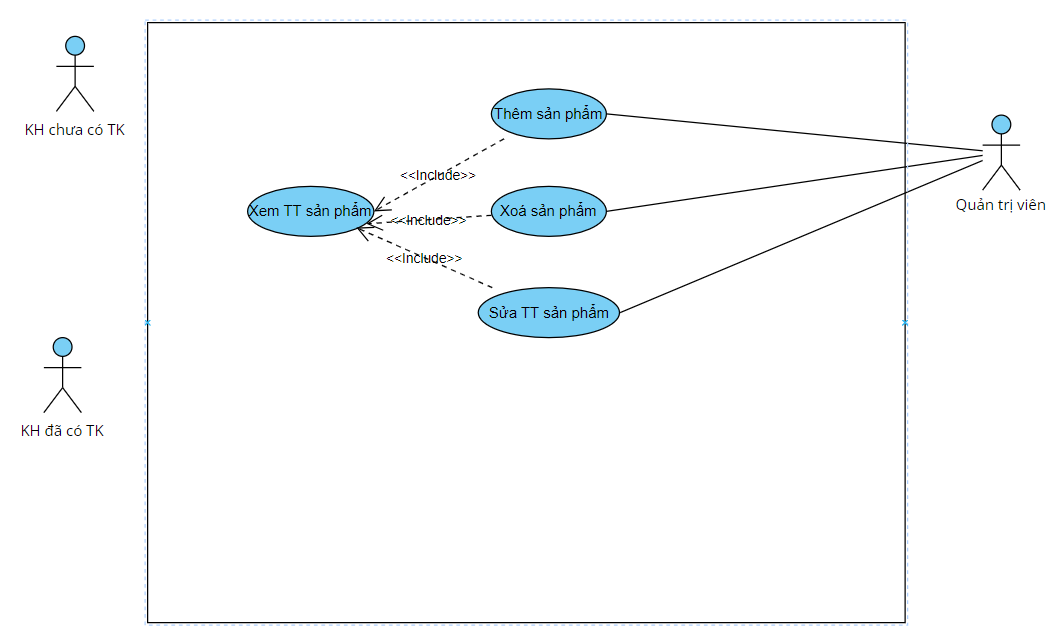 KH chưa có TK
Thêm sản phẩm
<<Include>>
Xem TT sản phẩm
<<Include>>
Xoá sản phẩm
Quản trị viên
<<Include>>
Sửa TT sản phẩm
KH đã có TK